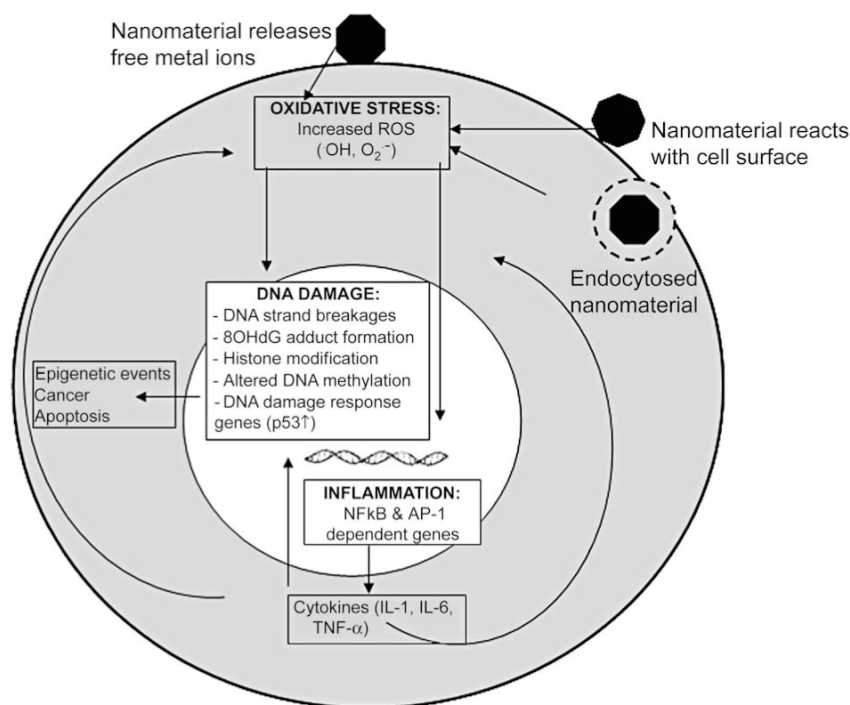 Nanomaterial releases
free metal ions
OXIDATIVE STRESS:
Increased ROS
(·OH, O₂·⁻)
Nanomaterial reacts
with cell surface
Endocytosed
nanomaterial
DNA DAMAGE:
- DNA strand breakages
- 8OHdG adduct formation
- Histone modification
- Altered DNA methylation
- DNA damage response
genes (p53↑)
Epigenetic events
Cancer
Apoptosis
INFLAMMATION:
NFkB & AP-1
dependent genes
Cytokines (IL-1, IL-6,
TNF-α)